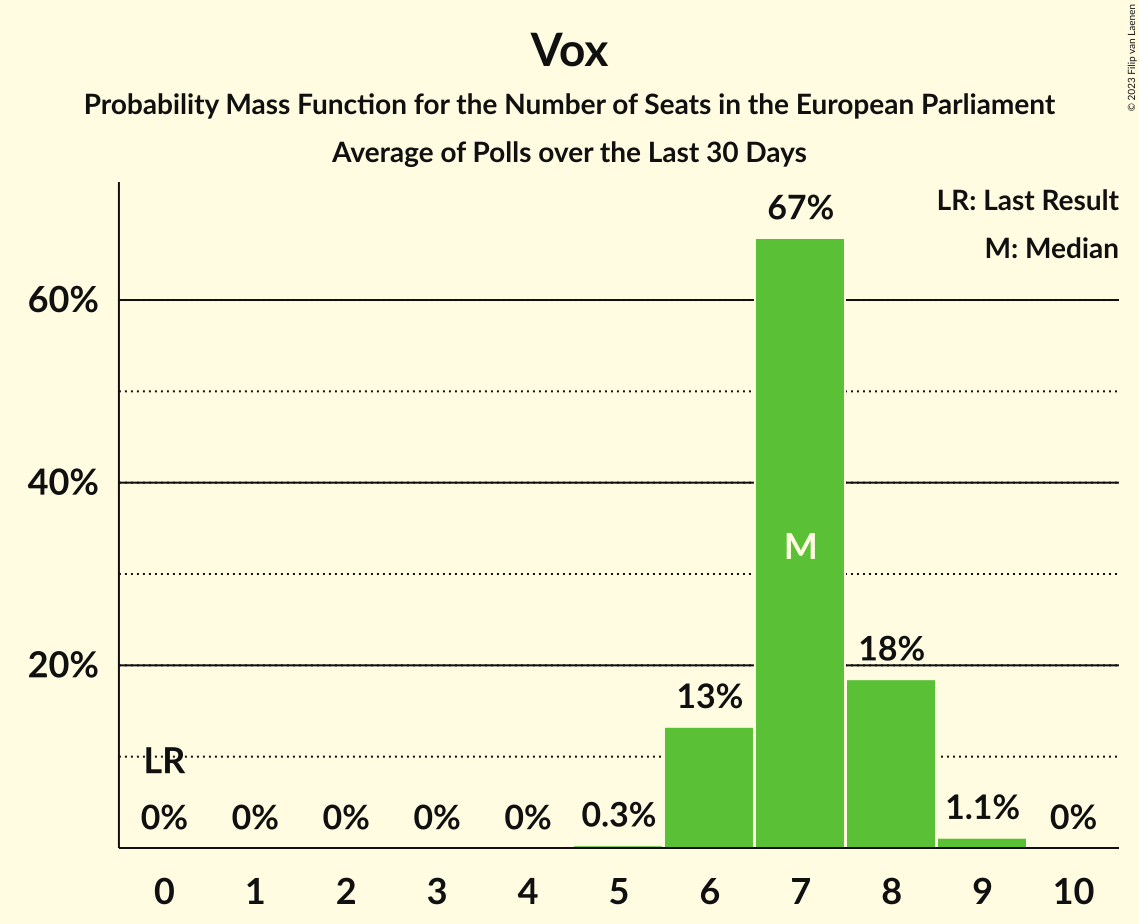 Vox
Probability Mass Function for the Number of Seats in the European Parliament
Average of Polls over the Last 30 Days
© 2023 Filip van Laenen
LR: Last Result
M: Median
67%
60%
40%
M
20%
18%
13%
LR
0% 0% 0% 0% 0% 0.3% 1.1% 0%
0 1 2 3 4 5 6 7 8 9 10